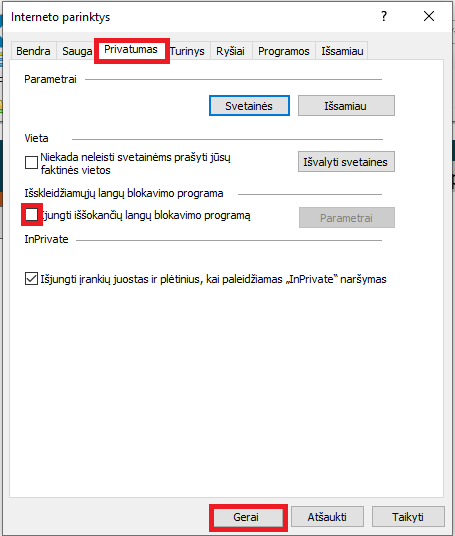 Interneto parinktys
Bendra Sauga Privatumas Turinys Ryšiai Programos Išsamiau
Parametrai
Svetainės Išsamiau
Vieta
Niekada neleisti svetainėms prašyti jūsų
faktinės vietos
Išvalyti svetaines
Išskleidžiamųjų langų blokavimo programa
Įjungti iššokančių langų blokavimo programą
Parametrai
InPrivate
Išjungti įrankių juostas ir plėtinius, kai paleidžiamas „InPrivate“ naršymas
Gerai Atšaukti Taikyti